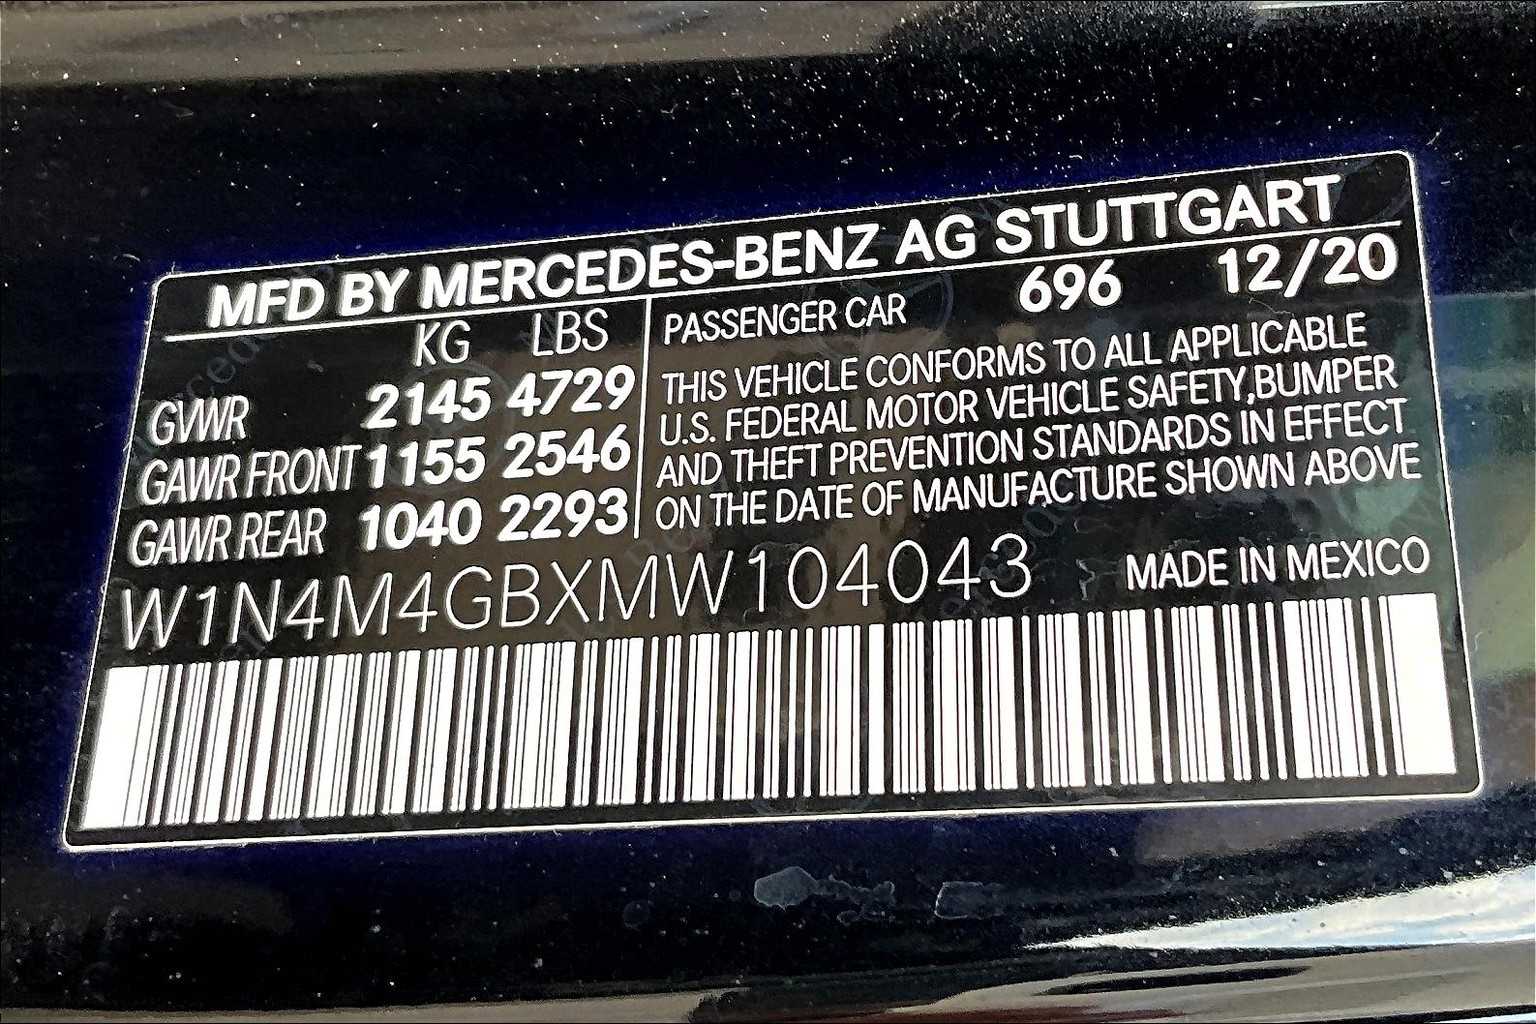 MFD BY MERCEDES-BENZ AG STUTTGART
KG LBS
GVWR 2145 4729
GAWR FRONT 1155 2546
GAWR REAR 1040 2293
PASSENGER CAR 696 12/20
THIS VEHICLE CONFORMS TO ALL APPLICABLE
U.S. FEDERAL MOTOR VEHICLE SAFETY,BUMPER
AND THEFT PREVENTION STANDARDS IN EFFECT
ON THE DATE OF MANUFACTURE SHOWN ABOVE
W1N4M4GBXMW104043
MADE IN MEXICO